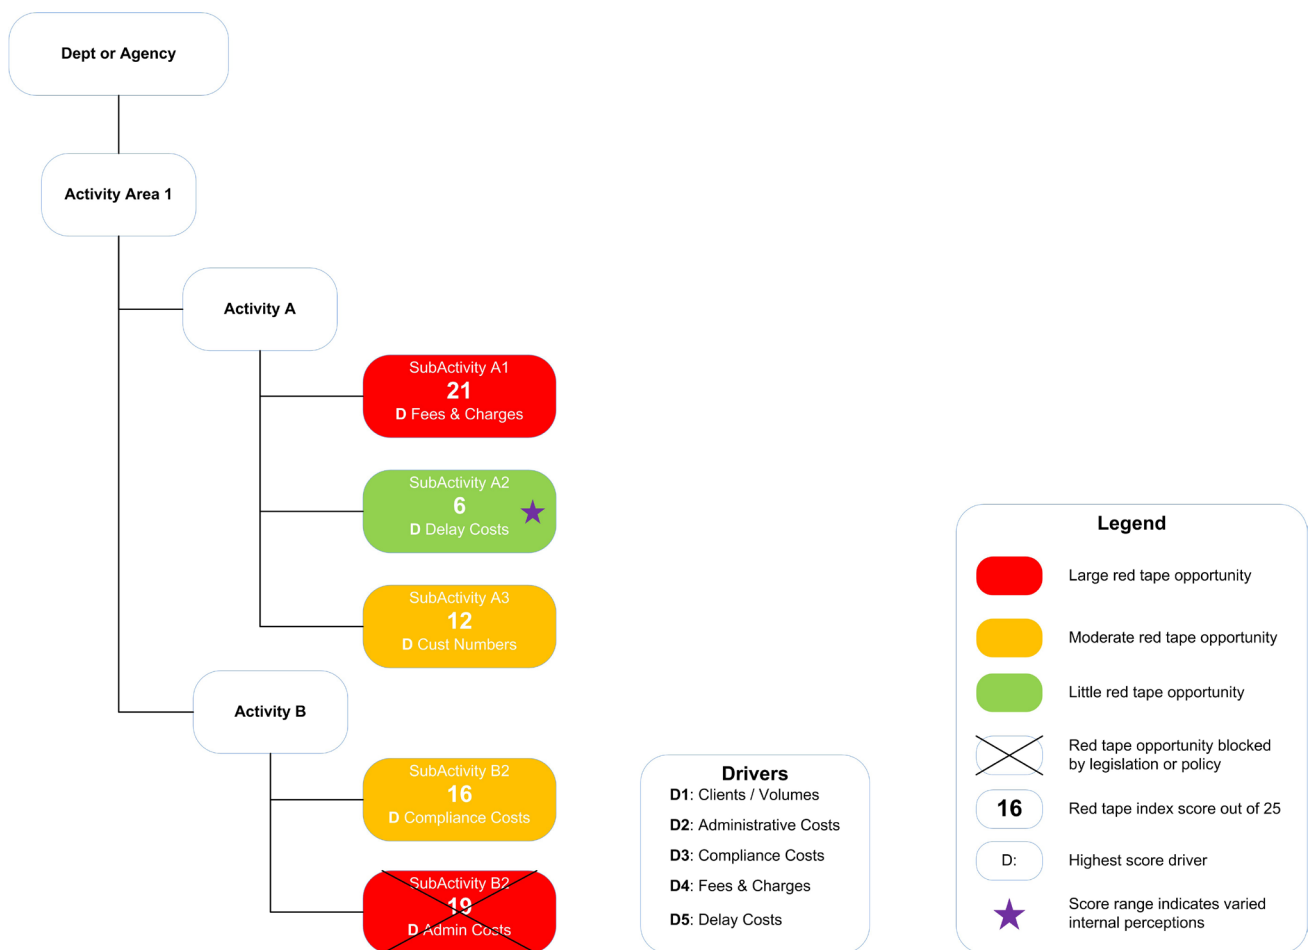 Dept or Agency
Activity Area 1
Activity A
SubActivity A1
21
D Fees & Charges
SubActivity A2
6
D Delay Costs
SubActivity A3
12
D Cust Numbers
Activity B
SubActivity B2
16
D Compliance Costs
SubActivity B2
19
D Admin Costs
Drivers
D1: Clients / Volumes
D2: Administrative Costs
D3: Compliance Costs
D4: Fees & Charges
D5: Delay Costs
Legend
Large red tape opportunity
Moderate red tape opportunity
Little red tape opportunity
Red tape opportunity blocked
by legislation or policy
16
Red tape index score out of 25
D:
Highest score driver
Score range indicates varied
internal perceptions